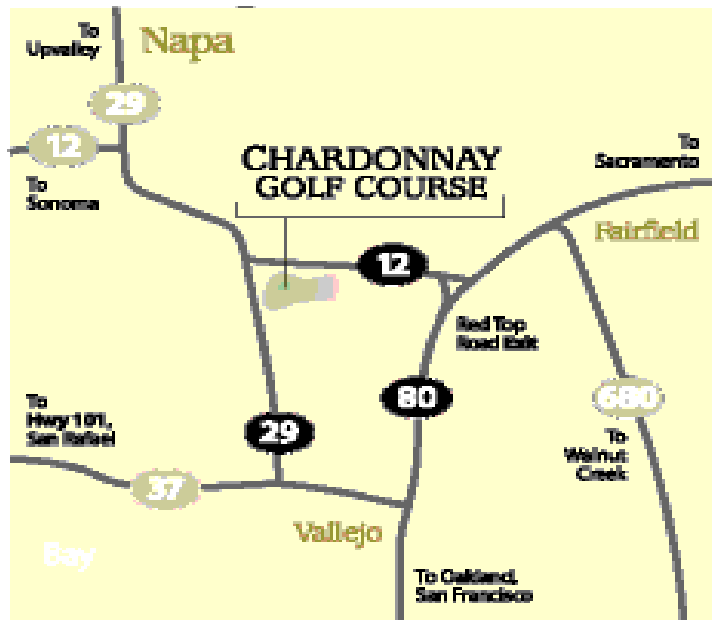 To
Upvalley
Napa
29
12
To
Sonoma
CHARDONNAY
GOLF COURSE
To
Sacramento
Fairfield
12
Red Top
Road Exit
80
680
To
Hwy 101,
San Rafael
29
To
Walnut
Creek
37
Vallejo
Bay
To Oakland,
San Francisco